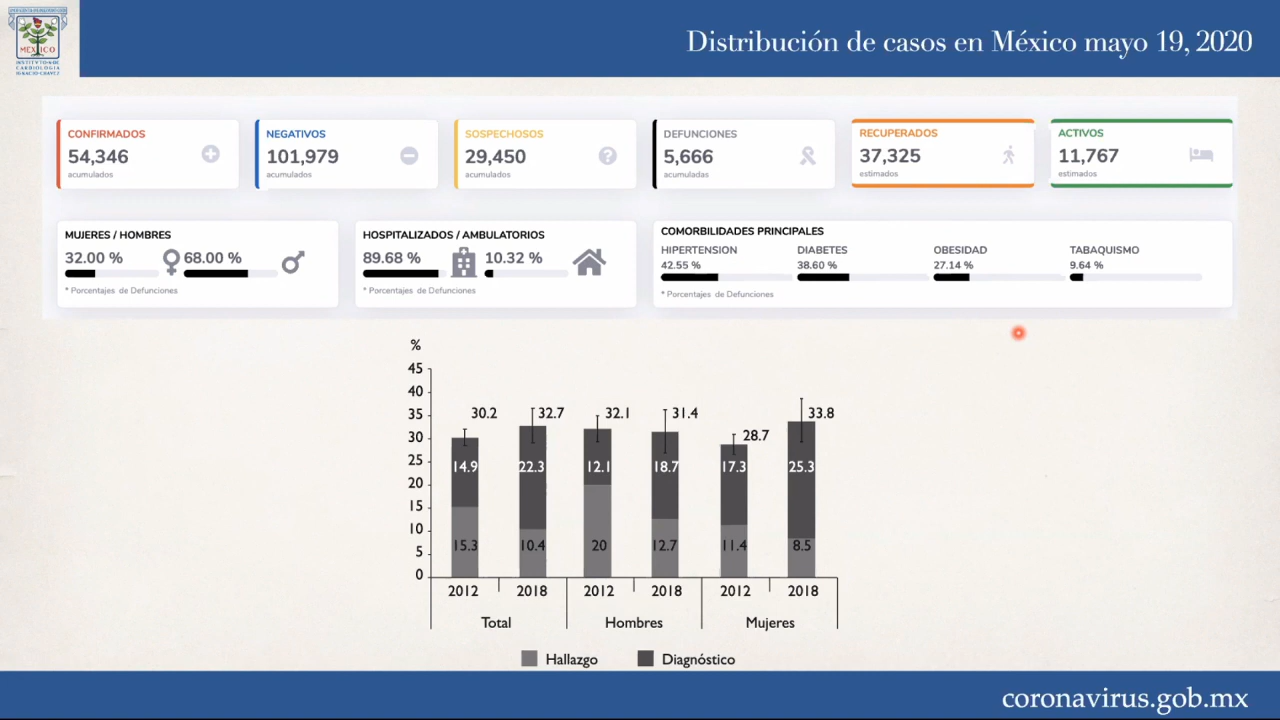 Distribución de casos en México mayo 19, 2020
MÉXICO
INSTITVTO N. DE
CARDIOLOGIA
IGNACIO CHAVEZ
CONFIRMADOS
54,346
acumulados
NEGATIVOS
101,979
acumulados
SOSPECHOSOS
29,450
acumulados
DEFUNCIONES
5,666
acumuladas
RECUPERADOS
37,325
estimados
ACTIVOS
11,767
estimados
MUJERES / HOMBRES
32.00 % 68.00 %
* Porcentajes de Defunciones
HOSPITALIZADOS / AMBULATORIOS
89.68 % 10.32 %
* Porcentajes de Defunciones
COMORBILIDADES PRINCIPALES
HIPERTENSION DIABETES OBESIDAD TABAQUISMO
42.55 % 38.60 % 27.14 % 9.64 %
* Porcentajes de Defunciones
%
45
40
35
30
25
20
15
10
5
0
30.2 32.7 32.1 31.4 28.7 33.8
14.9 22.3 12.1 18.7 17.3 25.3
15.3 10.4 20 12.7 11.4 8.5
2012 2018 2012 2018 2012 2018
Total Hombres Mujeres
Hallazgo Diagnóstico
coronavirus.gob.mx